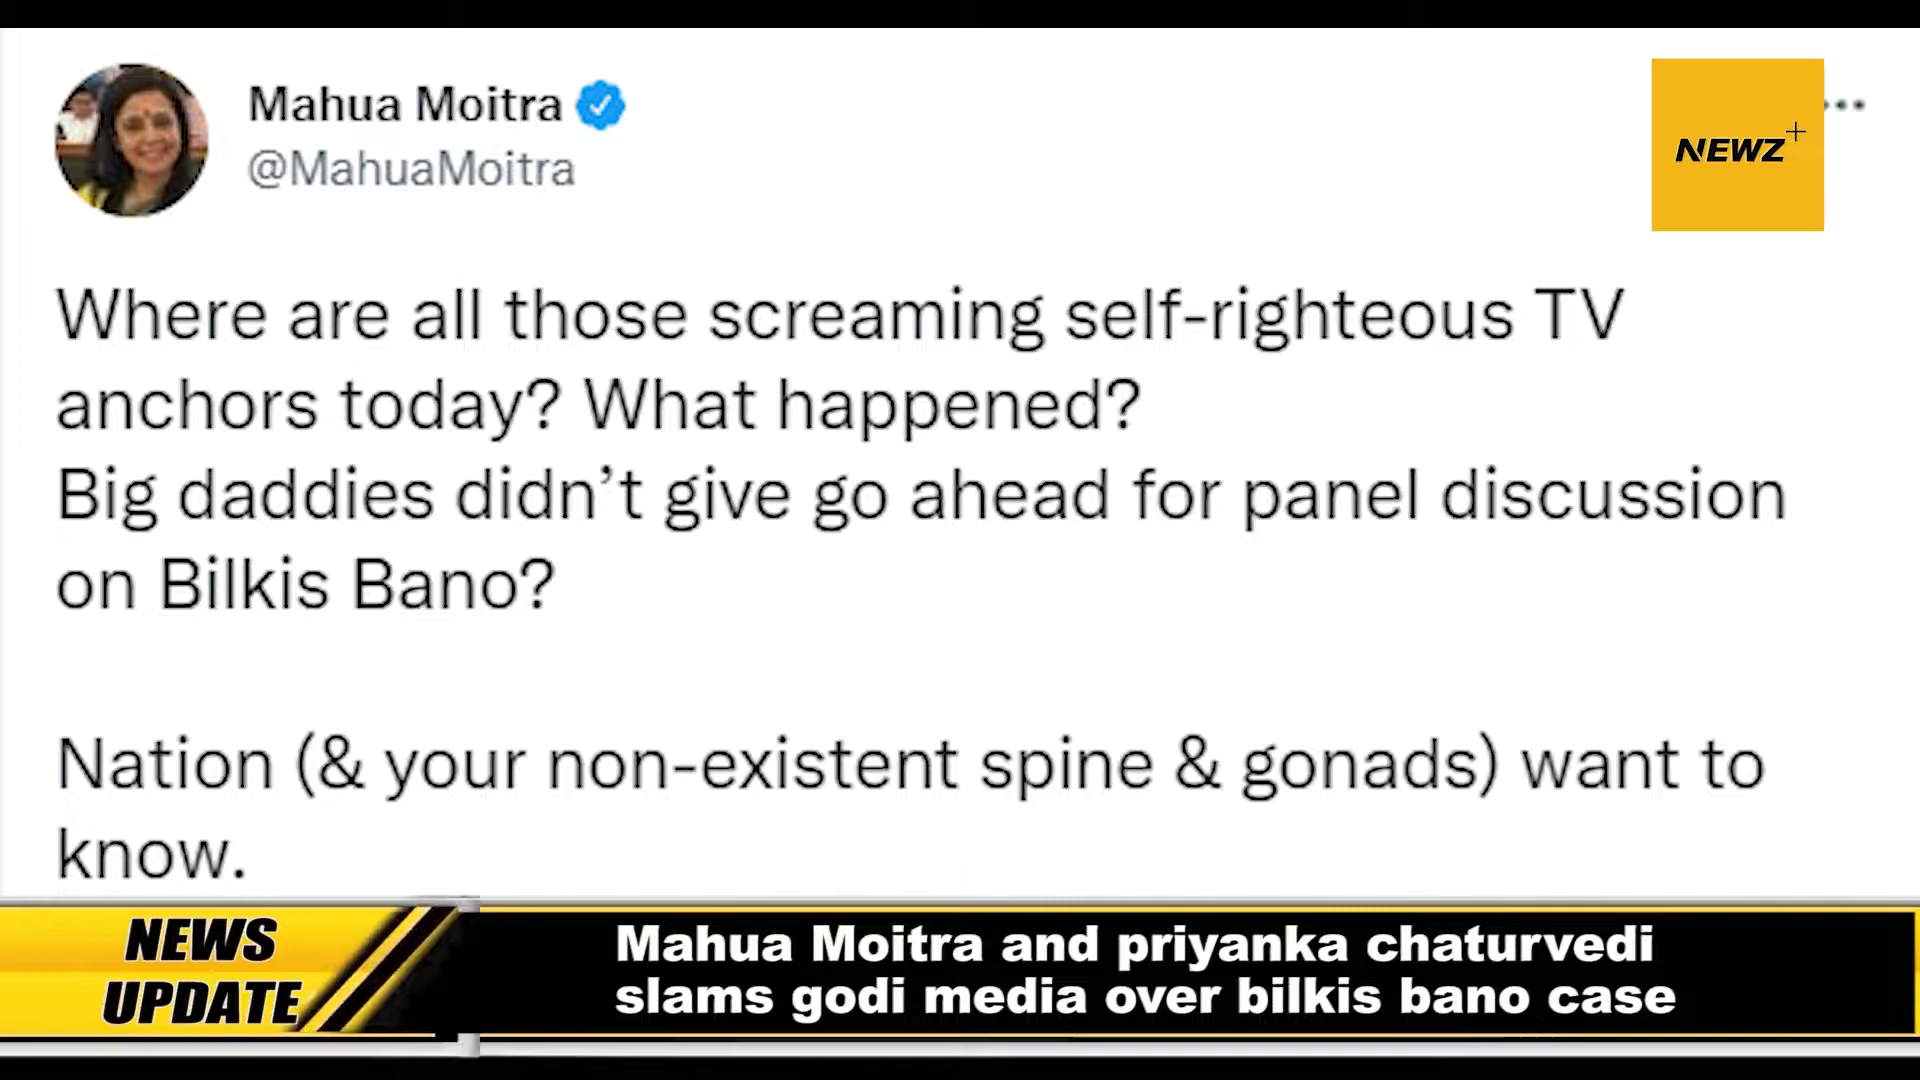 Mahua Moitra
@MahuaMoitra
NEWZ+
Where are all those screaming self-righteous TV
anchors today? What happened?
Big daddies didn’t give go ahead for panel discussion
on Bilkis Bano?
Nation (& your non-existent spine & gonads) want to
know.
NEWS
UPDATE
Mahua Moitra and priyanka chaturvedi
slams godi media over bilkis bano case